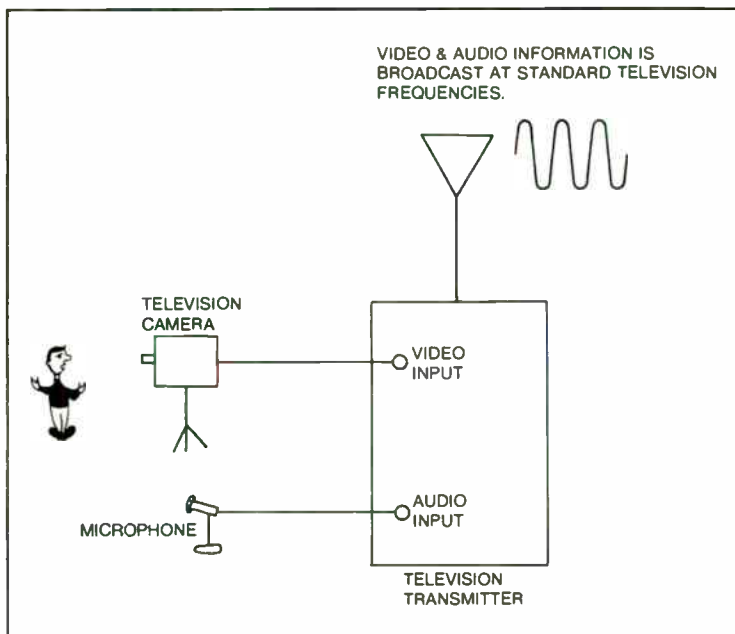 VIDEO & AUDIO INFORMATION IS
BROADCAST AT STANDARD TELEVISION
FREQUENCIES.
TELEVISION
CAMERA
VIDEO
INPUT
AUDIO
INPUT
MICROPHONE
TELEVISION
TRANSMITTER